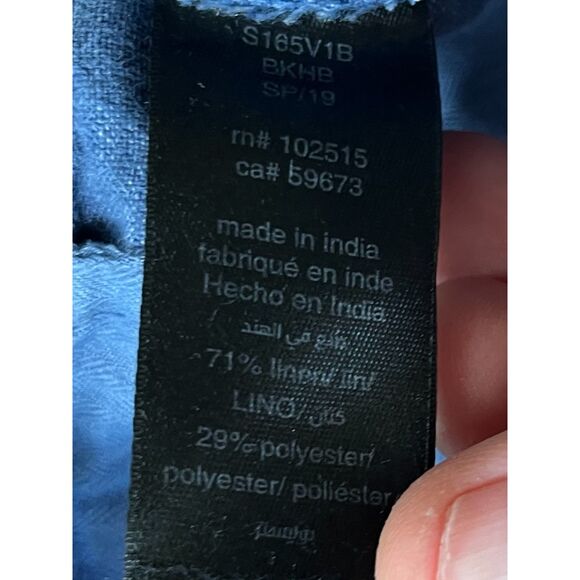 S165V1B
BKHB
SP/19
rn# 102515
ca# 59673
made in india
fabriqué en inde
Hecho en India
صنع في الهند
71% linen/ lin/
LINO/ كتان
29% polyester/
polyester/ poliéster
بوليستر